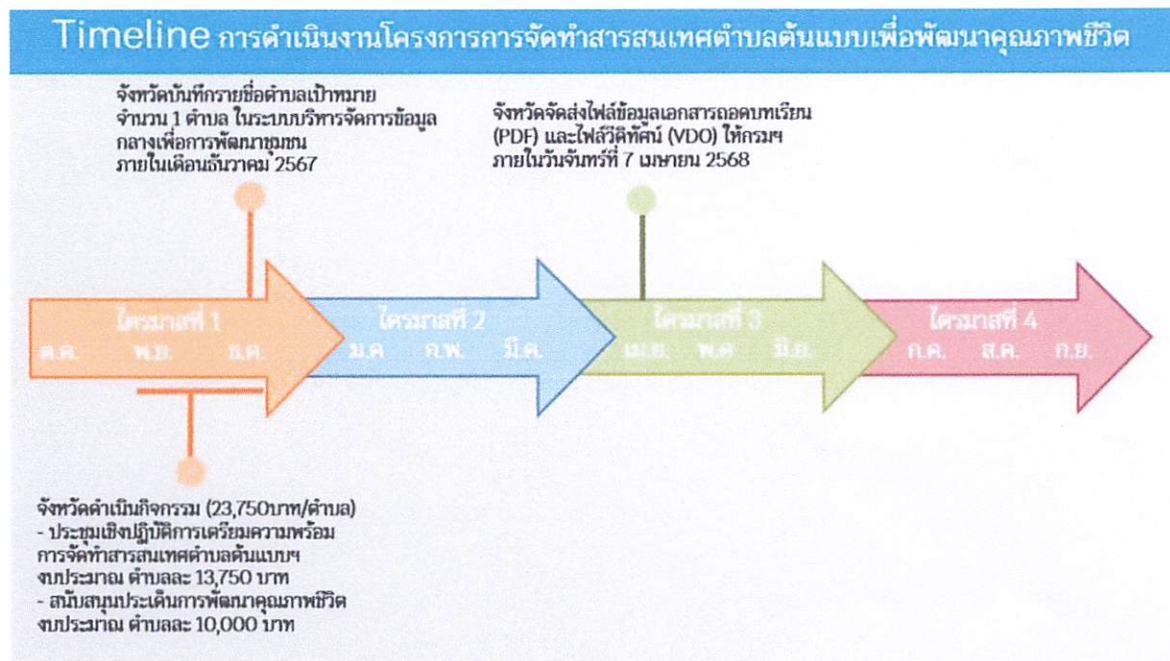 Timeline การดำเนินงานโครงการการจัดทำสารสนเทศตำบลต้นแบบเพื่อพัฒนาคุณภาพชีวิต
จังหวัดบันทึกรายชื่อตำบลเป้าหมาย
จำนวน 1 ตำบล ในระบบบริหารจัดการข้อมูล
กลางเพื่อการพัฒนาชุมชน
ภายในเดือนธันวาคม 2567
จังหวัดจัดส่งไฟล์ข้อมูลเอกสารถอดบทเรียน
(PDF) และไฟล์วีดิทัศน์ (VDO) ให้กรมฯ
ภายในวันจันทร์ที่ 7 เมษายน 2568
ไตรมาสที่ 1
ต.ค. พ.ย. ธ.ค.
ไตรมาสที่ 2
ม.ค ก.พ. มี.ค.
ไตรมาสที่ 3
เม.ย. พ.ค มิ.ย.
ไตรมาสที่ 4
ก.ค. ส.ค. ก.ย.
จังหวัดดำเนินกิจกรรม (23,750บาท/ตำบล)
- ประชุมเชิงปฏิบัติการเตรียมความพร้อม
การจัดทำสารสนเทศตำบลต้นแบบฯ
งบประมาณ ตำบลละ 13,750 บาท
- สนับสนุนประเด็นการพัฒนาคุณภาพชีวิต
งบประมาณ ตำบลละ 10,000 บาท